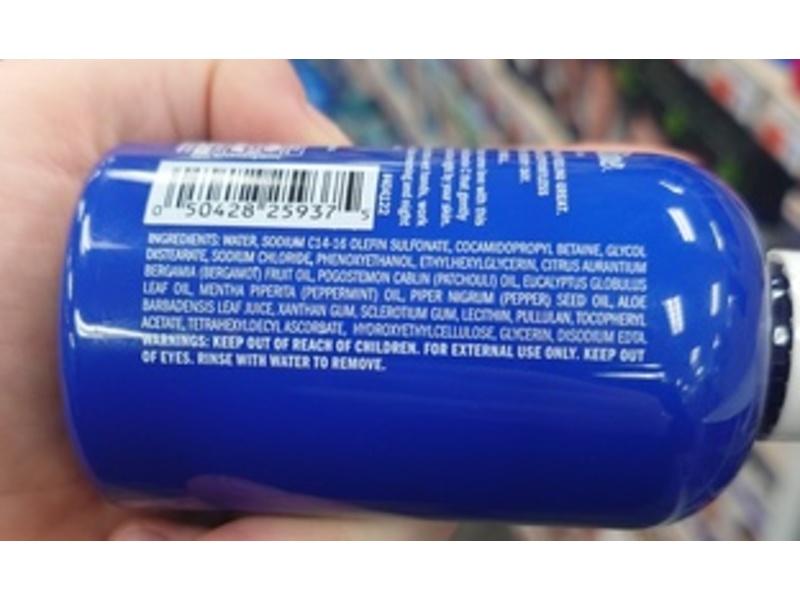 0 50428 25937 5
#604122
INGREDIENTS: WATER, SODIUM C14-16 OLEFIN SULFONATE, COCAMIDOPROPYL BETAINE, GLYCOL
DISTEARATE, SODIUM CHLORIDE, PHENOXYETHANOL, ETHYLHEXYLGLYCERIN, CITRUS AURANTIUM
BERGAMIA (BERGAMOT) FRUIT OIL, POGOSTEMON CABLIN (PATCHOULI) OIL, EUCALYPTUS GLOBULUS
LEAF OIL, MENTHA PIPERITA (PEPPERMINT) OIL, PIPER NIGRUM (PEPPER) SEED OIL, ALOE
BARBADENSIS LEAF JUICE, XANTHAN GUM, SCLEROTIUM GUM, LECITHIN, PULLULAN, TOCOPHERYL
ACETATE, TETRAHEXYLDECYL ASCORBATE, HYDROXYETHYLCELLULOSE, GLYCERIN, DISODIUM EDTA.
WARNINGS: KEEP OUT OF REACH OF CHILDREN. FOR EXTERNAL USE ONLY. KEEP OUT
OF EYES. RINSE WITH WATER TO REMOVE.